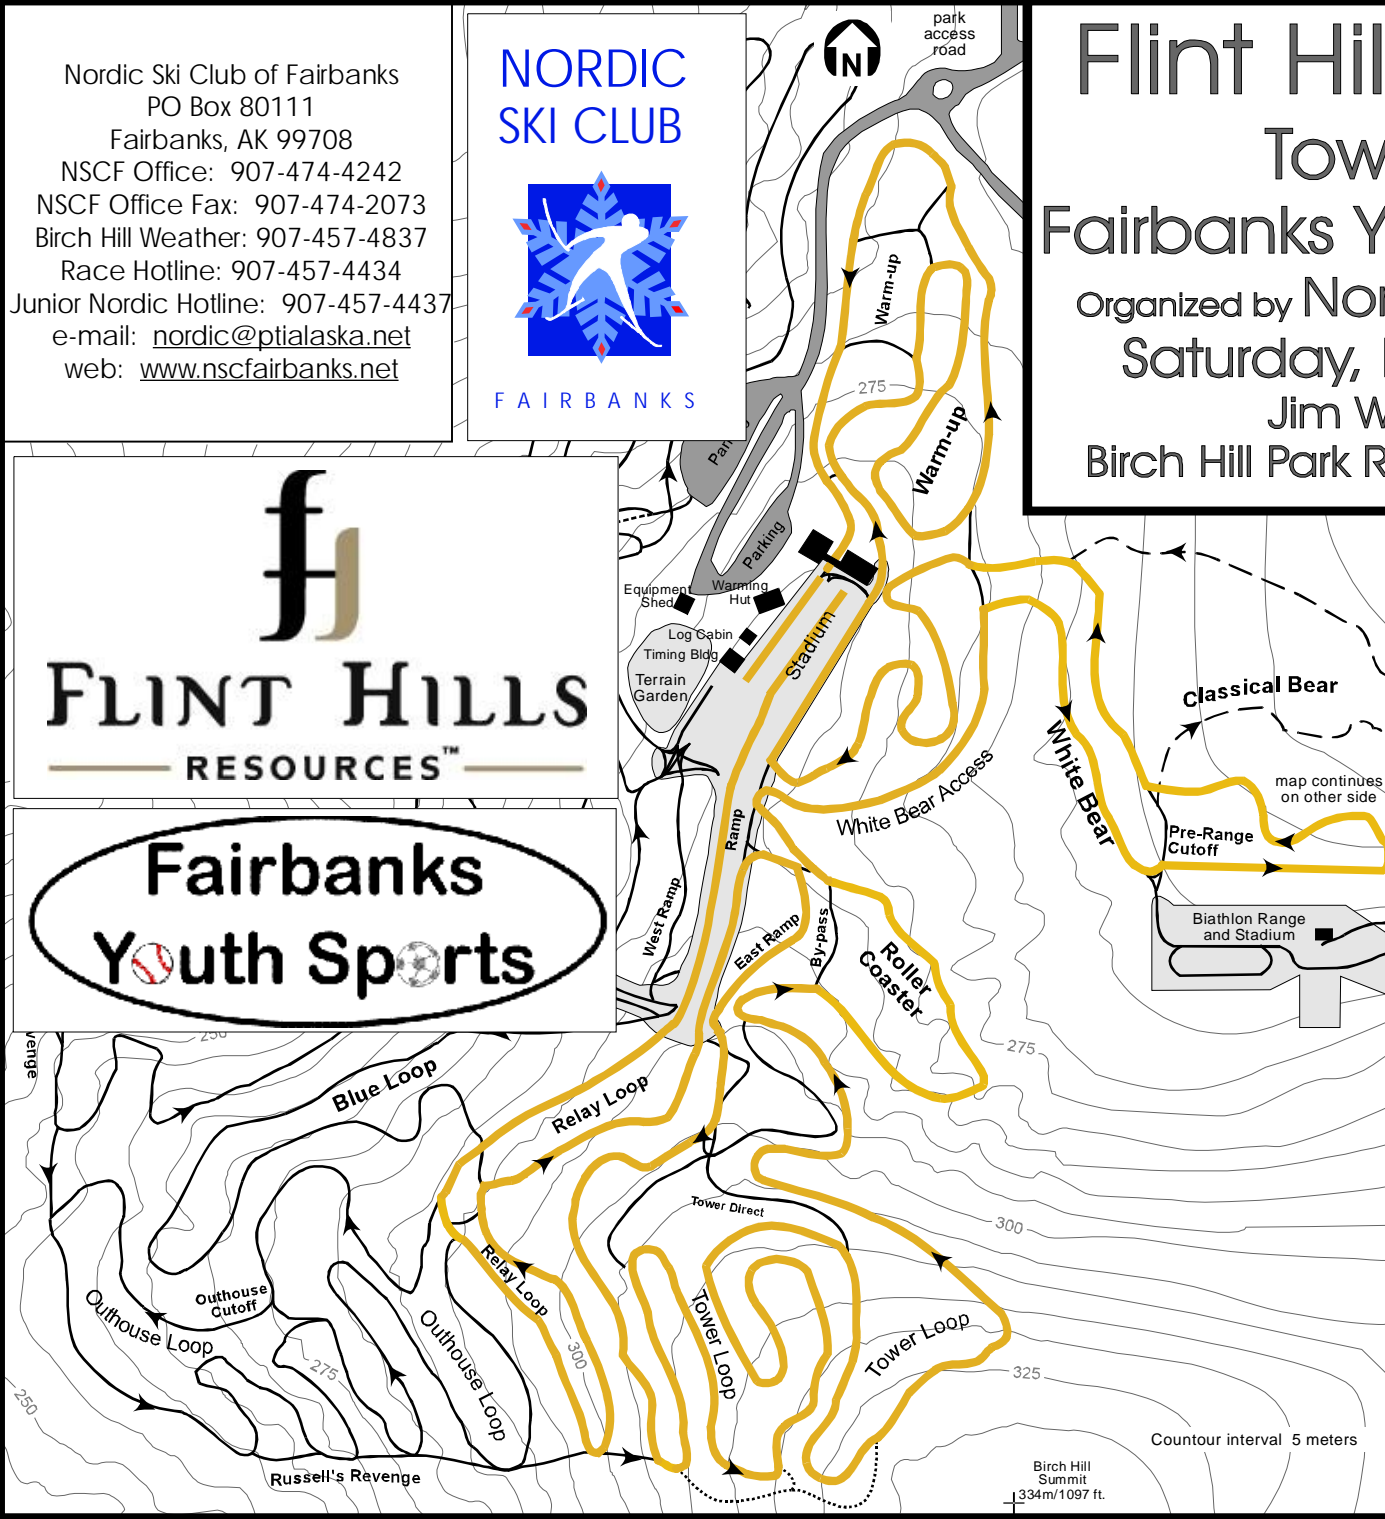 Nordic Ski Club of Fairbanks
PO Box 80111
Fairbanks, AK 99708
NSCF Office: 907-474-4242
NSCF Office Fax: 907-474-2073
Birch Hill Weather: 907-457-4837
Race Hotline: 907-457-4434
Junior Nordic Hotline: 907-457-4437
e-mail: nordic@ptialaska.net
web: www.nscfairbanks.net
NORDIC
SKI CLUB
FAIRBANKS
N
park
access
road
Flint Hil
Tow
Fairbanks Y
Organized by Nor
Saturday,
Jim W
Birch Hill Park R
FLINT HILLS
RESOURCES™
Fairbanks
Youth Sports
Warm-up
275
Warm-up
Parking
Equipment
Shed
Warming
Hut
Log Cabin
Timing Bldg
Terrain
Garden
Stadium
Classical Bear
White Bear
map continues
on other side
White Bear Access
Ramp
Pre-Range
Cutoff
West Ramp
East Ramp
By-pass
Roller
Coaster
Biathlon Range
and Stadium
275
250
venge
Blue Loop
Relay Loop
Tower Direct
300
Relay Loop
Outhouse
Cutoff
Outhouse Loop
Outhouse Loop
Tower Loop
Tower Loop
300
275
325
250
Russell's Revenge
Countour interval 5 meters
Birch Hill
Summit
334m/1097 ft.